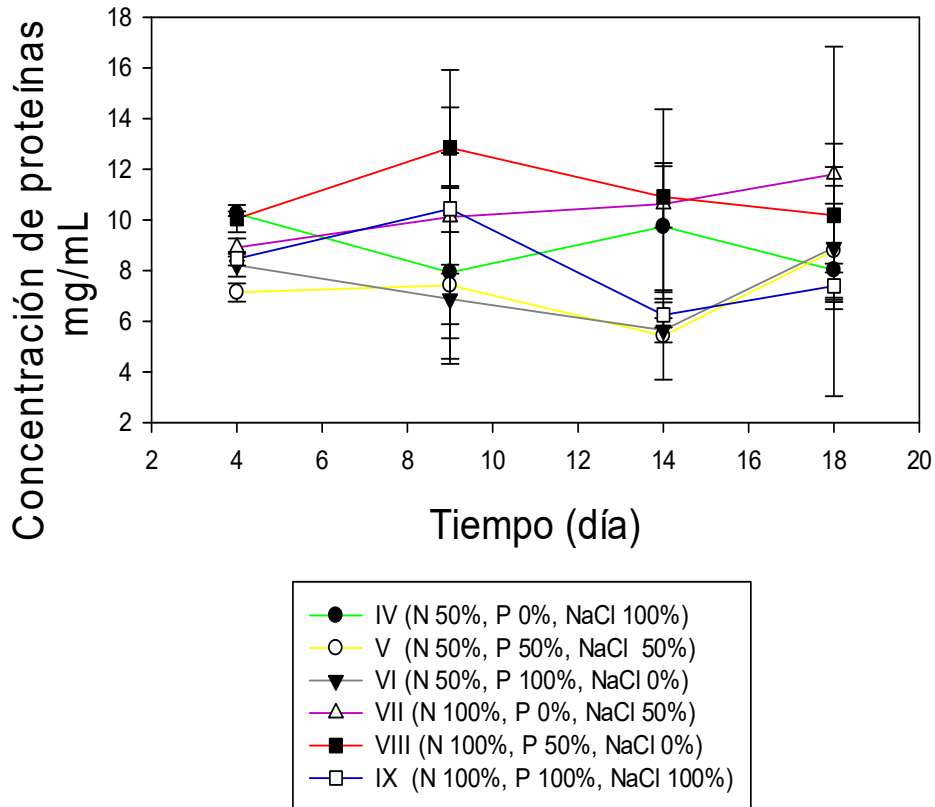 Concentración de proteínas
mg/mL
18
16
14
12
10
8
6
4
2
2 4 6 8 10 12 14 16 18 20
Tiempo (día)
IV (N 50%, P 0%, NaCl 100%)
V (N 50%, P 50%, NaCl 50%)
VI (N 50%, P 100%, NaCl 0%)
VII (N 100%, P 0%, NaCl 50%)
VIII (N 100%, P 50%, NaCl 0%)
IX (N 100%, P 100%, NaCl 100%)